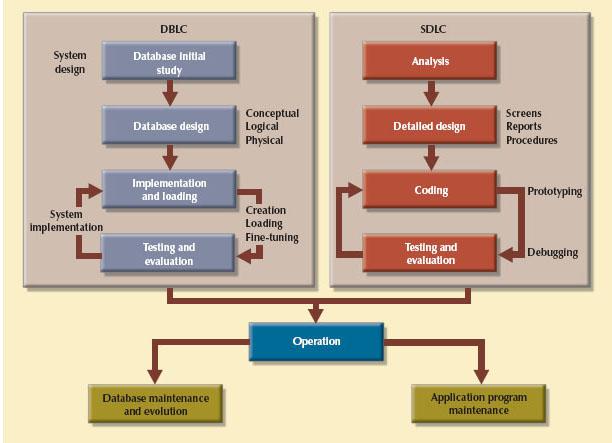 DBLC
System
design
Database initial
study
Database design
Conceptual
Logical
Physical
Implementation
and loading
System
implementation
Creation
Loading
Fine-tuning
Testing and
evaluation
SDLC
Analysis
Detailed design
Screens
Reports
Procedures
Coding
Prototyping
Testing and
evaluation
Debugging
Operation
Database maintenance
and evolution
Application program
maintenance